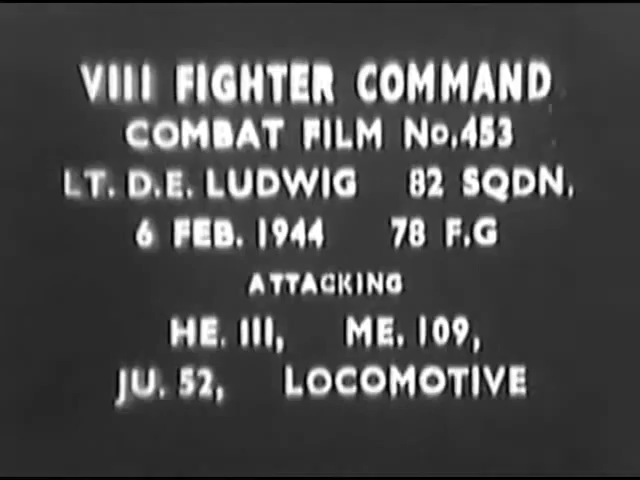 VIII FIGHTER COMMAND
COMBAT FILM No.453
LT. D.E. LUDWIG 82 SQDN.
6 FEB. 1944 78 F.G
ATTACKING
HE. 111, ME. 109,
JU. 52, LOCOMOTIVE